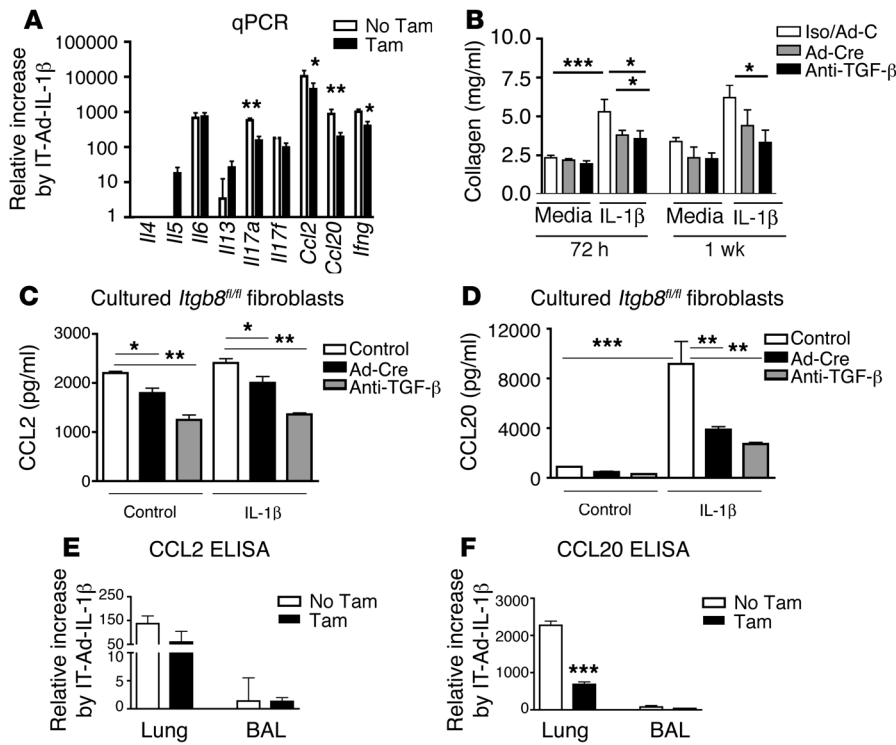 A
qPCR
No Tam
Tam
Relative increase
by IT-Ad-IL-1β
100000
10000
1000
100
10
1
*
**
**
*
Il4
Il5
Il6
Il13
Il17a
Il17f
Ccl2
Ccl20
Ifng
B
Iso/Ad-C
Ad-Cre
Anti-TGF-β
Collagen (mg/ml)
10.0
7.5
5.0
2.5
0.0
***
*
*
*
Media IL-1β Media IL-1β
72 h 1 wk
C
Cultured Itgb8fl/fl fibroblasts
Control
Ad-Cre
Anti-TGF-β
CCL2 (pg/ml)
3000
2000
1000
0
*
**
*
**
Control IL-1β
D
Cultured Itgb8fl/fl fibroblasts
Control
Ad-Cre
Anti-TGF-β
CCL20 (pg/ml)
12000
8000
4000
0
***
**
**
Control IL-1β
E
CCL2 ELISA
No Tam
Tam
Relative increase
by IT-Ad-IL-1β
250
150
50
10
5
0
Lung BAL
F
CCL20 ELISA
No Tam
Tam
Relative increase
by IT-Ad-IL-1β
3000
2000
1000
0
***
Lung BAL